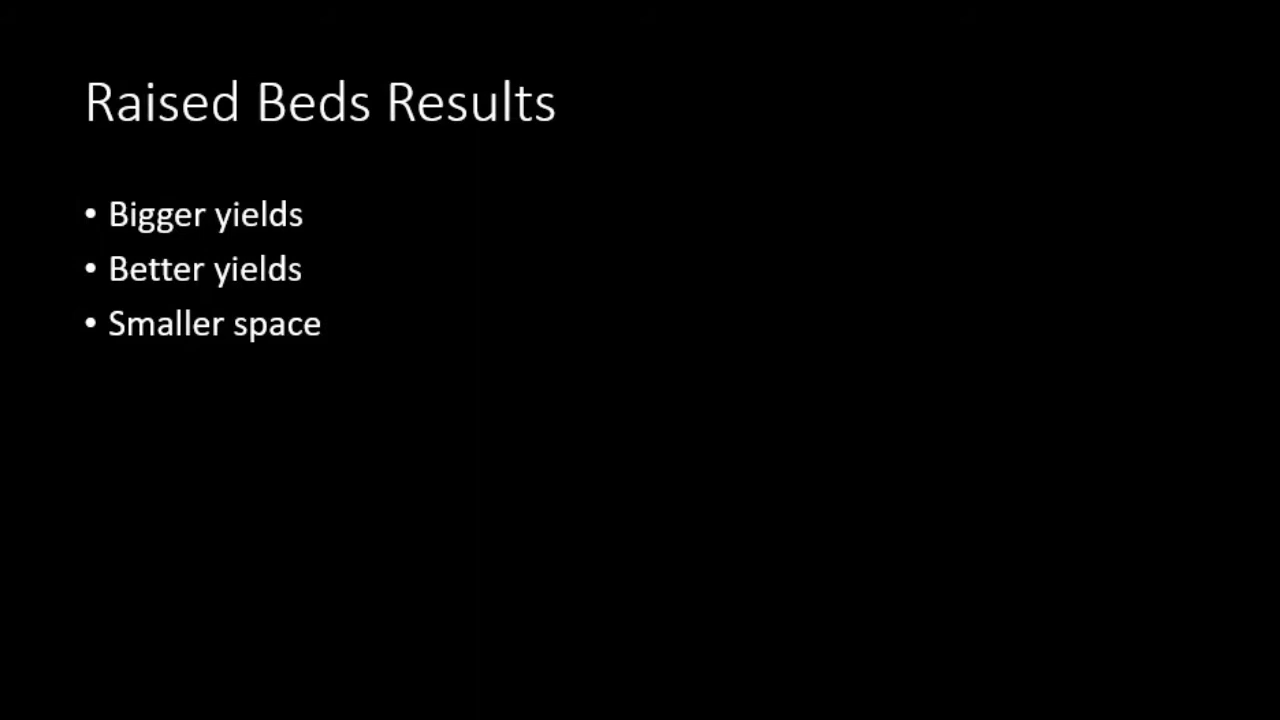 Raised Beds Results
• Bigger yields
• Better yields
• Smaller space